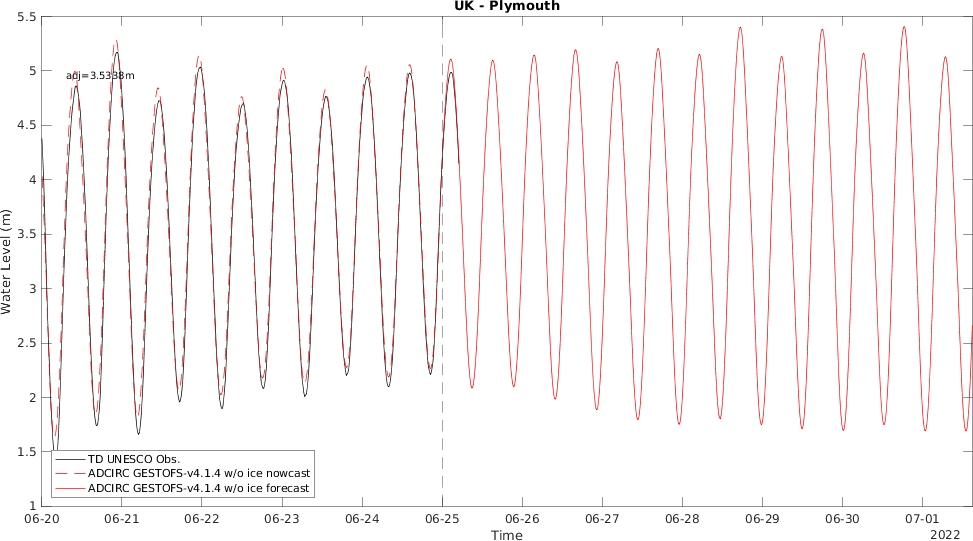 UK - Plymouth
Water Level (m)
5.5
5
4.5
4
3.5
3
2.5
2
1.5
1
adj=3.5338m
TD UNESCO Obs.
ADCIRC GESTOFS-v4.1.4 w/o ice nowcast
ADCIRC GESTOFS-v4.1.4 w/o ice forecast
06-20 06-21 06-22 06-23 06-24 06-25 06-26 06-27 06-28 06-29 06-30 07-01
Time
2022